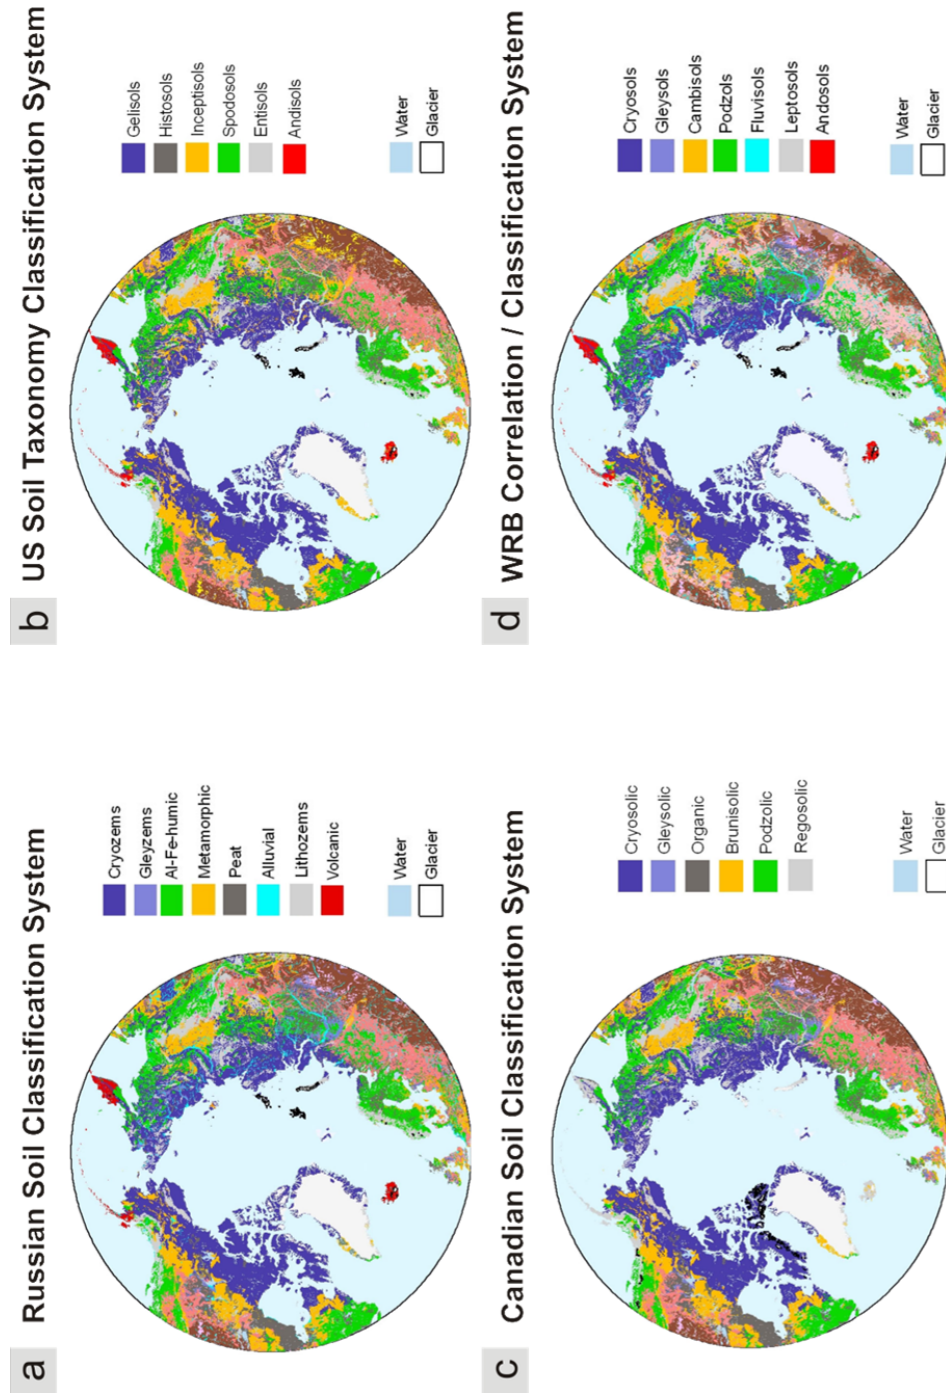 a
Russian Soil Classification System
Cryozems
Gleyzems
Al-Fe-humic
Metamorphic
Peat
Alluvial
Lithozems
Volcanic
Water
Glacier
b
US Soil Taxonomy Classification System
Gelisols
Histosols
Inceptisols
Spodosols
Entisols
Andisols
Water
Glacier
c
Canadian Soil Classification System
Cryosolic
Gleysolic
Organic
Brunisolic
Podzolic
Regosolic
Water
Glacier
d
WRB Correlation / Classification System
Cryosols
Gleysols
Cambisols
Podzols
Fluvisols
Leptosols
Andosols
Water
Glacier